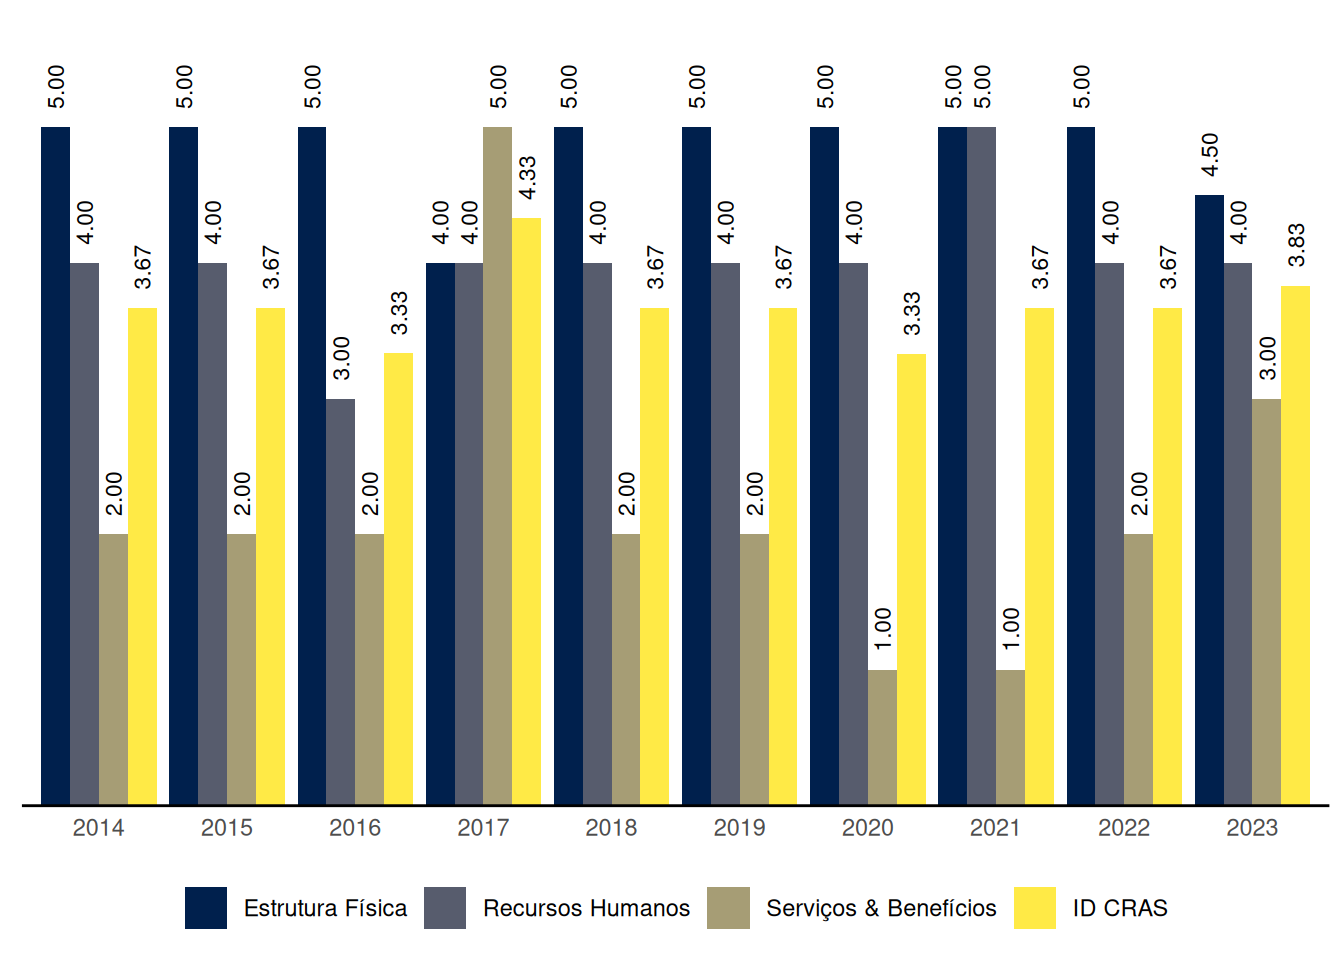 5.00 4.00 2.00 3.67 5.00 4.00 2.00 3.67 5.00 3.00 2.00 3.33 4.00 4.00 5.00 4.33 5.00 4.00 2.00 3.67 5.00 4.00 2.00 3.67 5.00 4.00 1.00 3.33 5.00 5.00 1.00 3.67 5.00 4.00 2.00 3.67 4.50 4.00 3.00 3.83
2014 2015 2016 2017 2018 2019 2020 2021 2022 2023
Estrutura Física Recursos Humanos Serviços & Benefícios ID CRAS